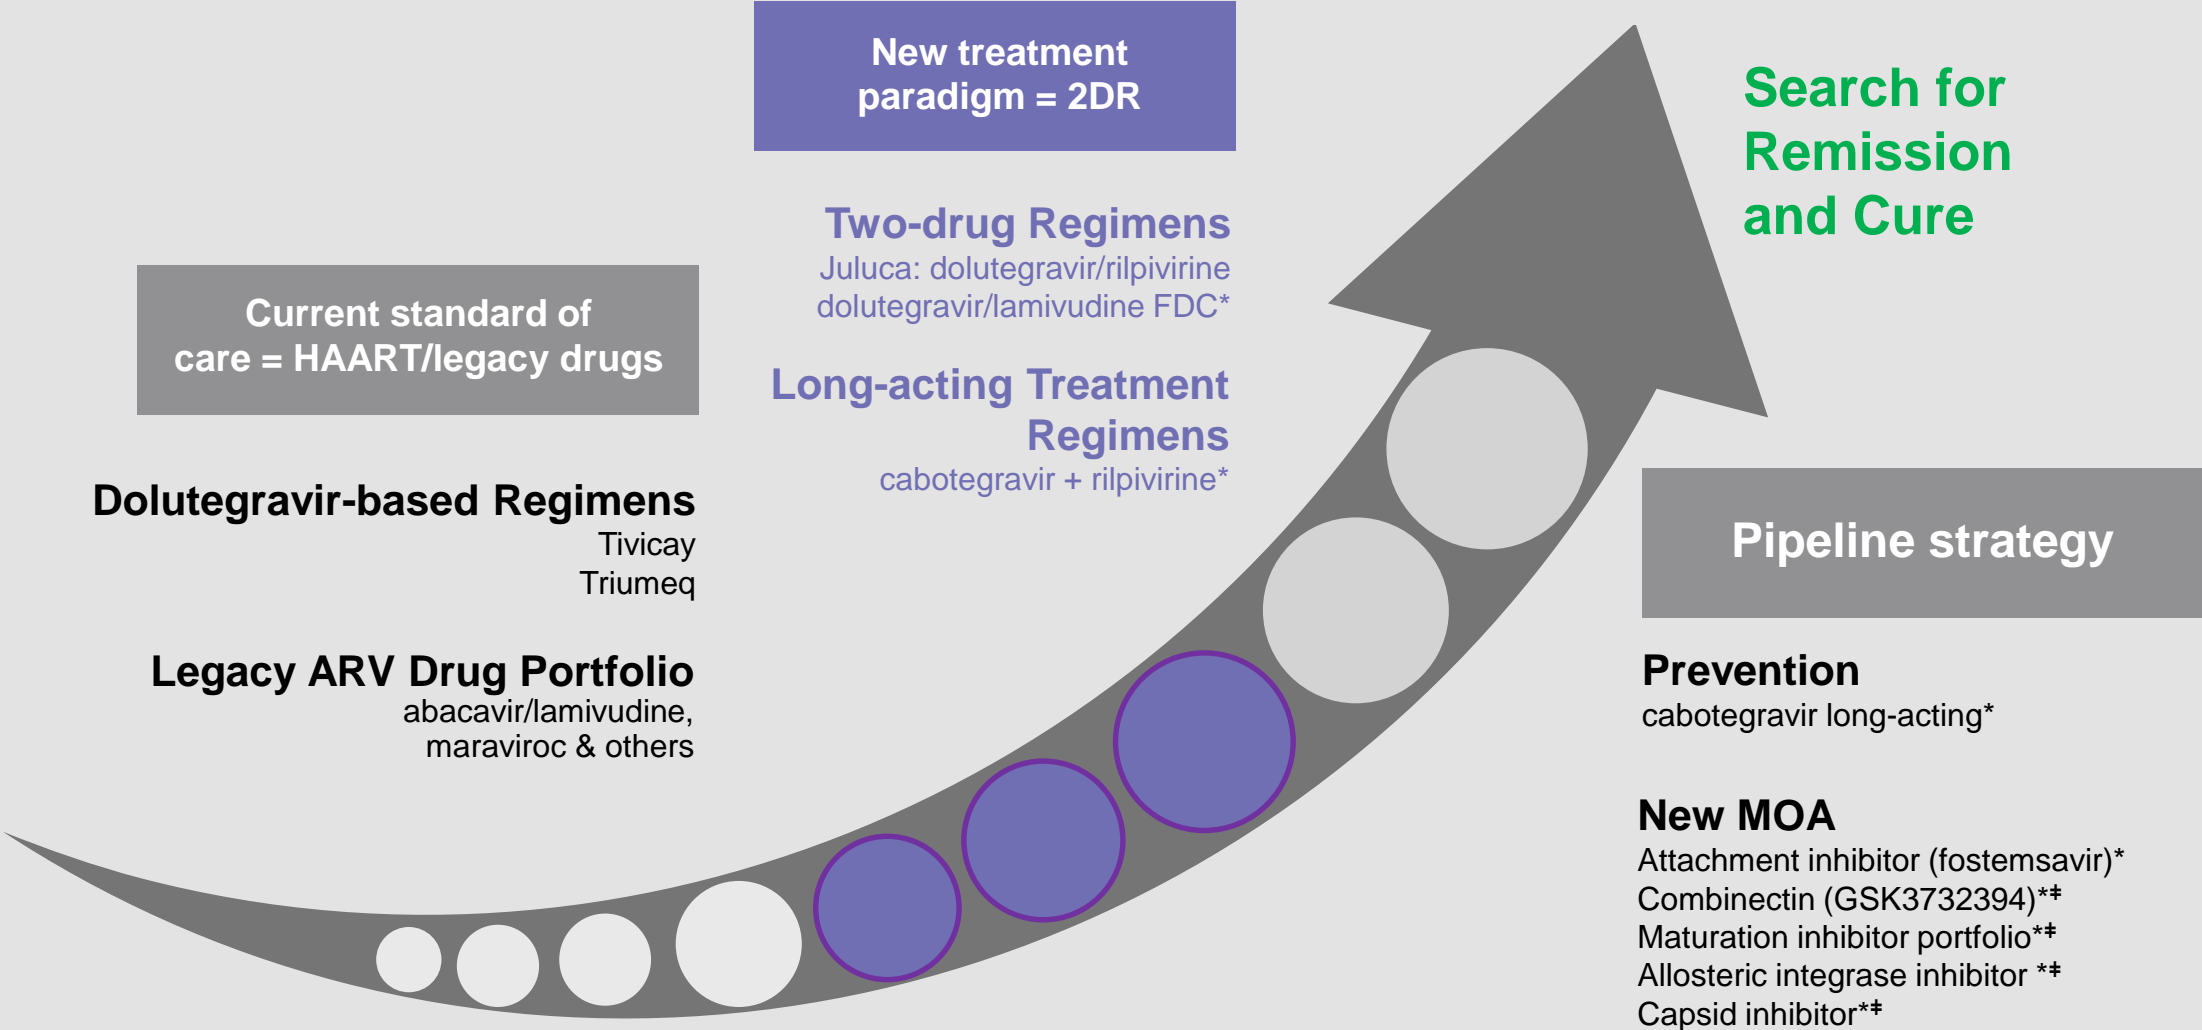 New treatment
paradigm = 2DR
Search for
Remission
and Cure
Two-drug Regimens
Juluca: dolutegravir/rilpivirine
dolutegravir/lamivudine FDC*
Current standard of
care = HAART/legacy drugs
Long-acting Treatment
Regimens
cabotegravir + rilpivirine*
Dolutegravir-based Regimens
Tivicay
Triumeq
Legacy ARV Drug Portfolio
abacavir/lamivudine,
maraviroc & others
Pipeline strategy
Prevention
cabotegravir long-acting*
New MOA
Attachment inhibitor (fostemsavir)*
Combinectin (GSK3732394)*‡
Maturation inhibitor portfolio*‡
Allosteric integrase inhibitor *‡
Capsid inhibitor*‡